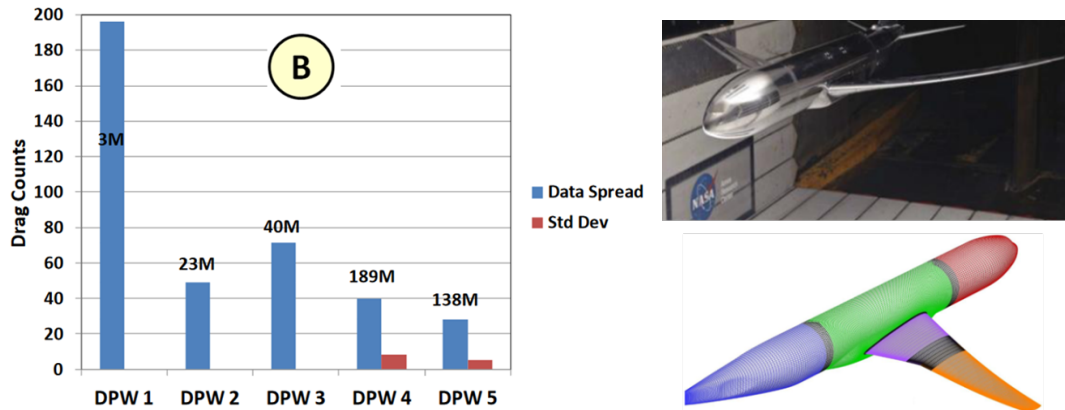 200
180
160
140
120
100
80
60
40
20
0
Drag Counts
B
3M
23M
40M
189M
138M
DPW 1 DPW 2 DPW 3 DPW 4 DPW 5
Data Spread
Std Dev
NASA